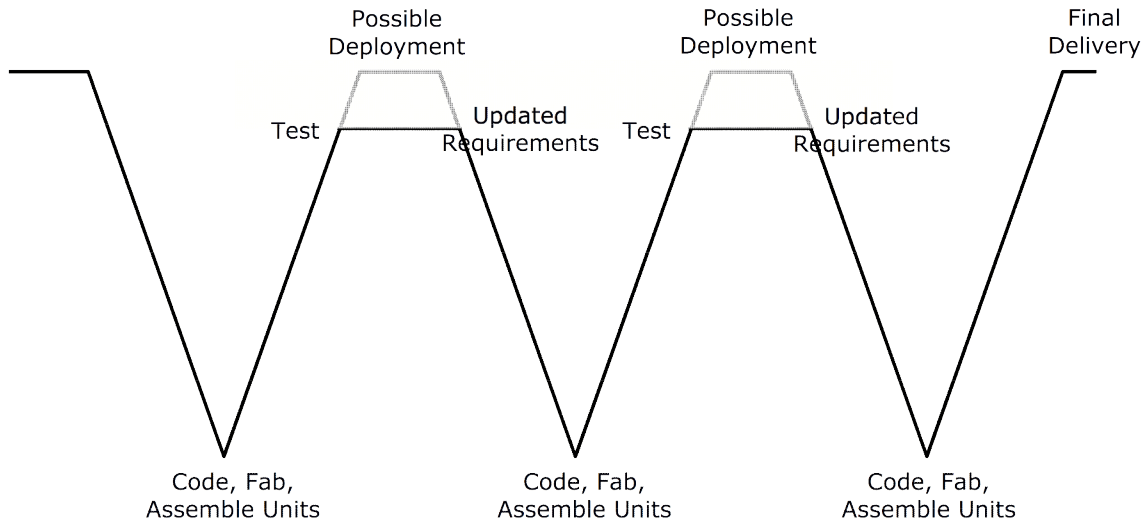 Possible
Deployment
Possible
Deployment
Final
Delivery
Test
Updated
Requirements
Test
Updated
Requirements
Code, Fab,
Assemble Units
Code, Fab,
Assemble Units
Code, Fab,
Assemble Units